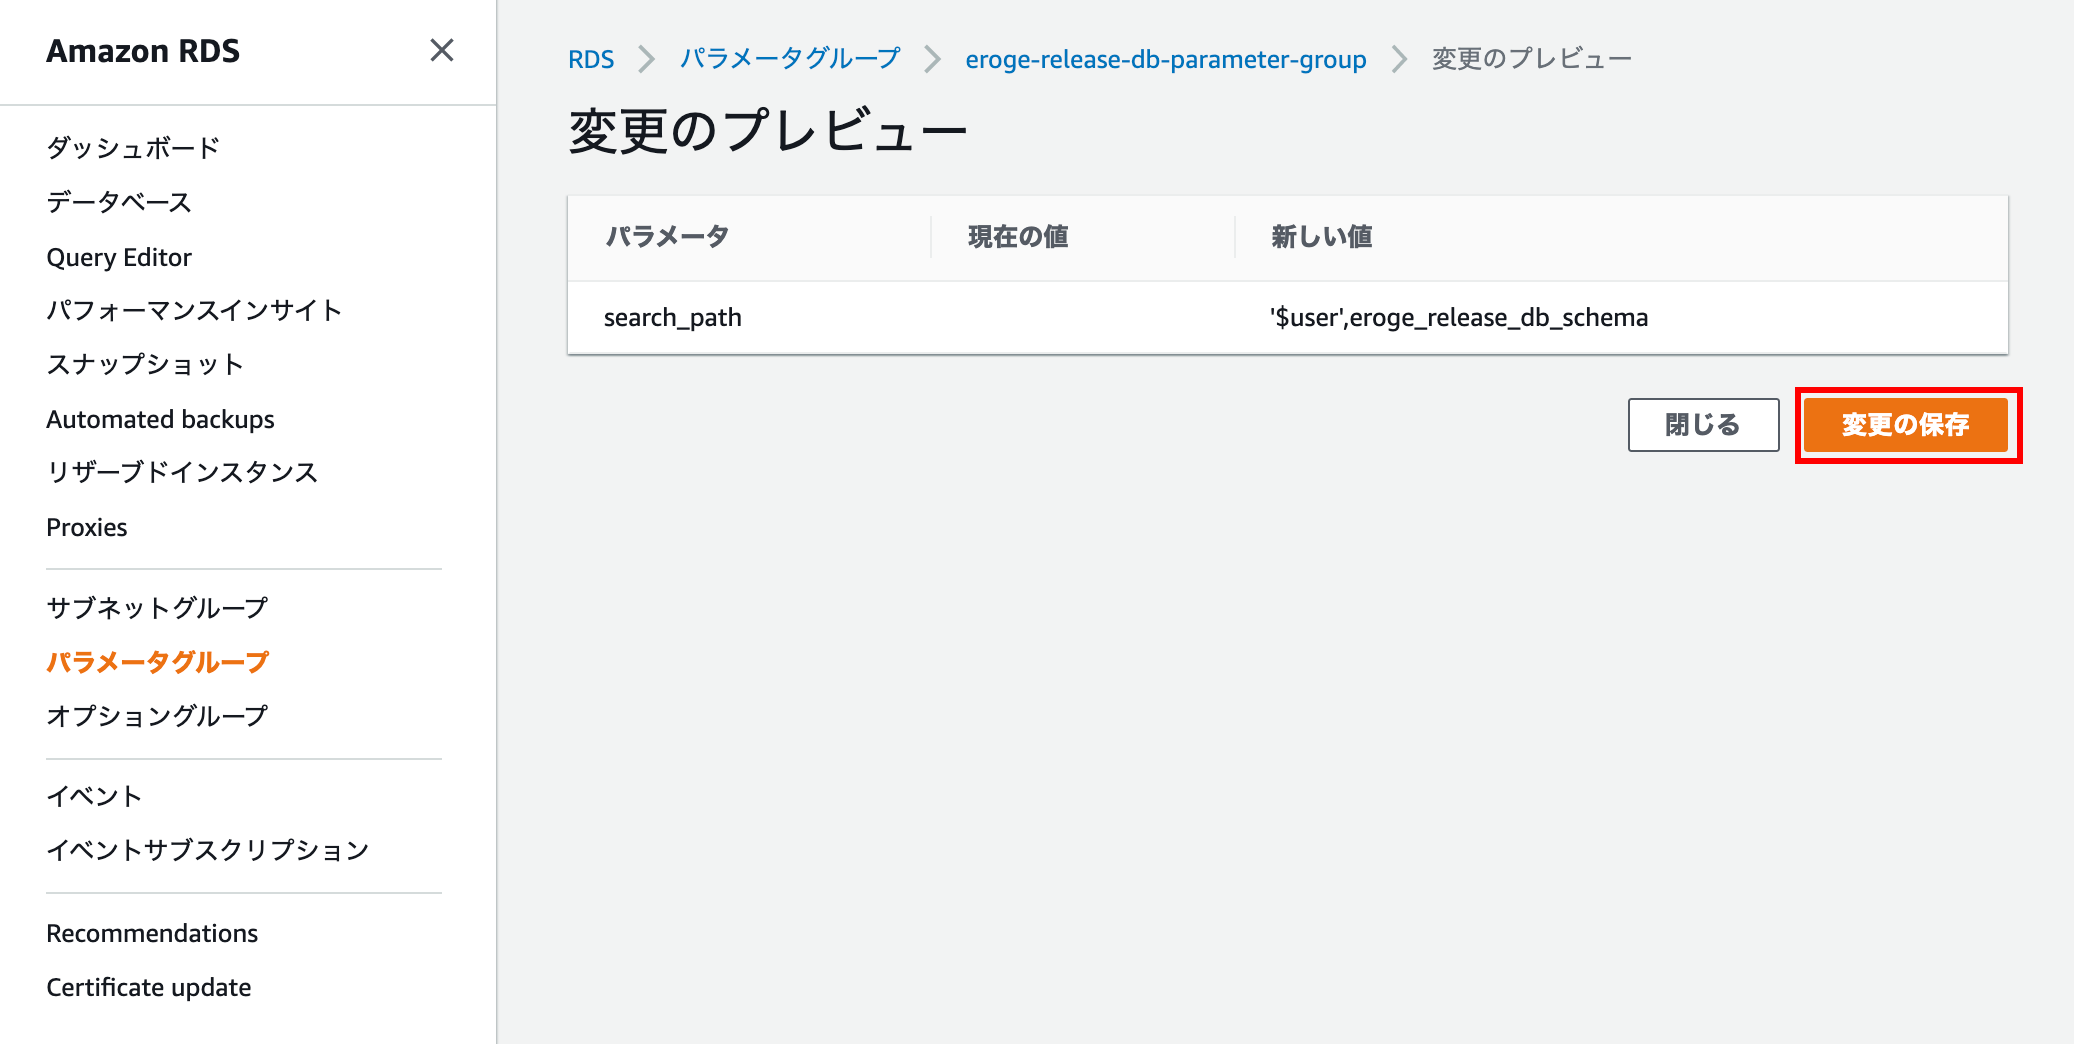 Amazon RDS
ダッシュボード
データベース
Query Editor
パフォーマンスインサイト
スナップショット
Automated backups
リザーブドインスタンス
Proxies
サブネットグループ
パラメータグループ
オプショングループ
イベント
イベントサブスクリプション
Recommendations
Certificate update
RDS パラメータグループ eroge-release-db-parameter-group 変更のプレビュー
変更のプレビュー
パラメータ 現在の値 新しい値
search_path '$user',eroge_release_db_schema
閉じる 変更の保存